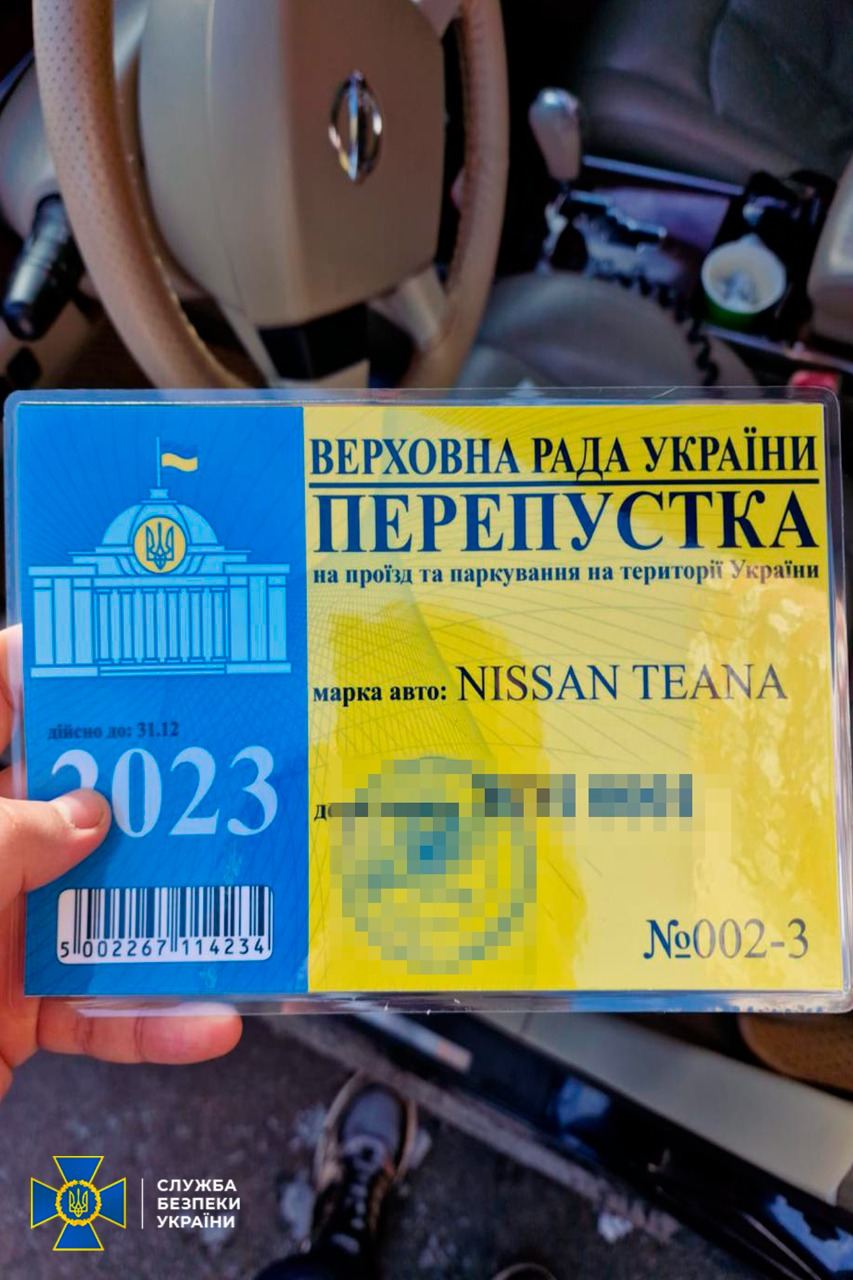 ВЕРХОВНА РАДА УКРАЇНИ
ПЕРЕПУСТКА
на проїзд та паркування на території України
марка авто: NISSAN TEANA
дійсно до: 31.12
2023
5 002267 114234
№002-3
СЛУЖБА
БЕЗПЕКИ
УКРАЇНИ